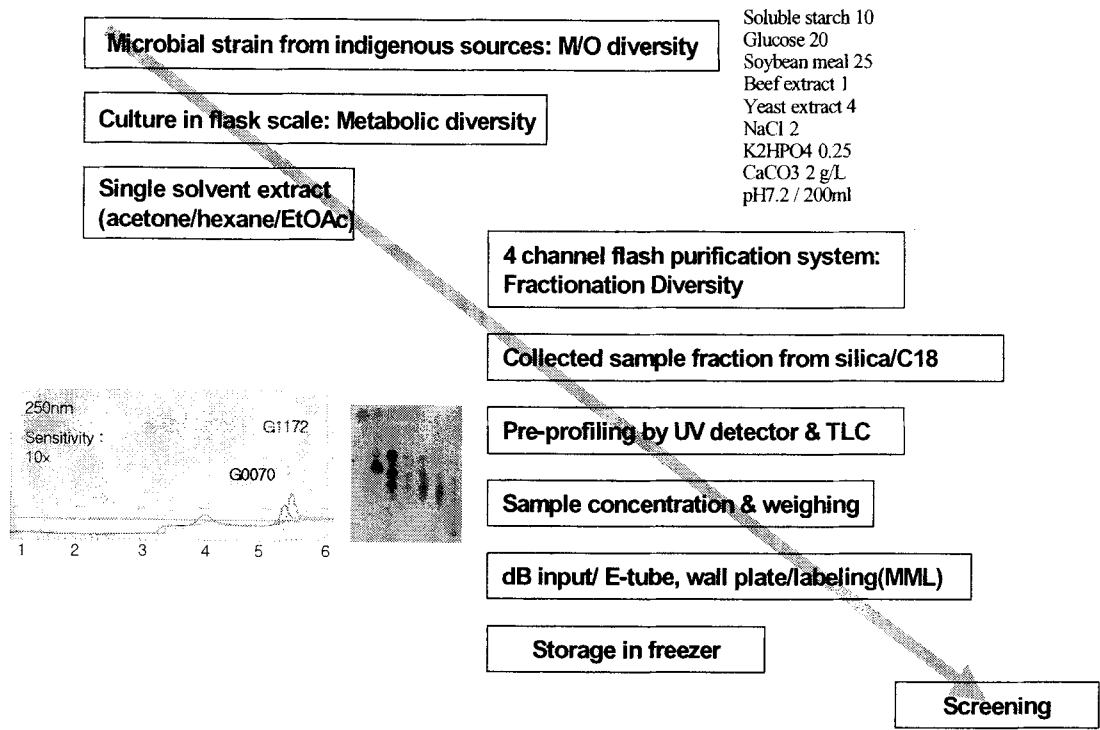 Microbial strain from indigenous sources: M/O diversity
Culture in flask scale: Metabolic diversity
Single solvent extract
(acetone/hexane/EtOAc)
Soluble starch 10
Glucose 20
Soybean meal 25
Beef extract 1
Yeast extract 4
NaCl 2
K2HPO4 0.25
CaCO3 2 g/L
pH7.2 / 200ml
4 channel flash purification system:
Fractionation Diversity
Collected sample fraction from silica/C18
Pre-profiling by UV detector & TLC
Sample concentration & weighing
dB input/ E-tube, wall plate/labeling(MML)
Storage in freezer
Screening
250nm
Sensitivity :
10x
G1172
G0070
1 2 3 4 5 6